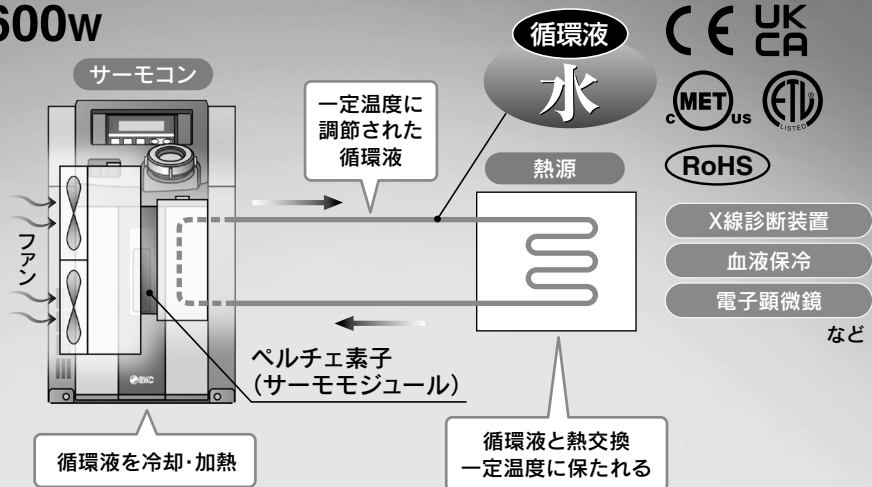 600W
サーモコン
一定温度に
調節された
循環液
循環液
水
熱源
ファン
ペルチェ素子
(サーモモジュール)
循環液を冷却・加熱
循環液と熱交換
一定温度に保たれる
CE UK
CA
c MET us ETL
LISTED
RoHS
X線診断装置
血液保冷
電子顕微鏡
など
SMC